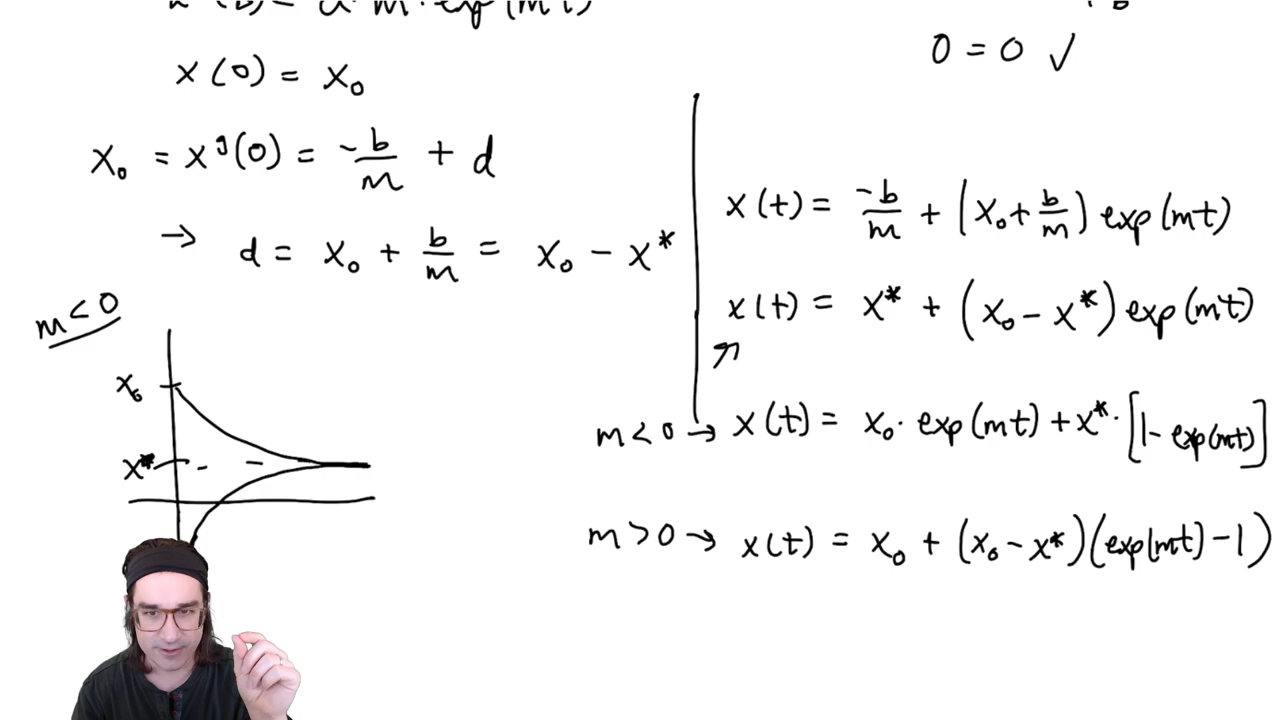 x(0) = x₀
x₀ = xᵍ(0) = -b/m + d
→ d = x₀ + b/m = x₀ - x*
m < 0
x₀
x*
0 = 0 ✓
x(t) = -b/m + (x₀ + b/m) exp(mt)
x(t) = x* + (x₀ - x*) exp(mt)
m < 0 → x(t) = x₀ · exp(mt) + x* · [1 - exp(mt)]
m > 0 → x(t) = x₀ + (x₀ - x*)(exp(mt) - 1)